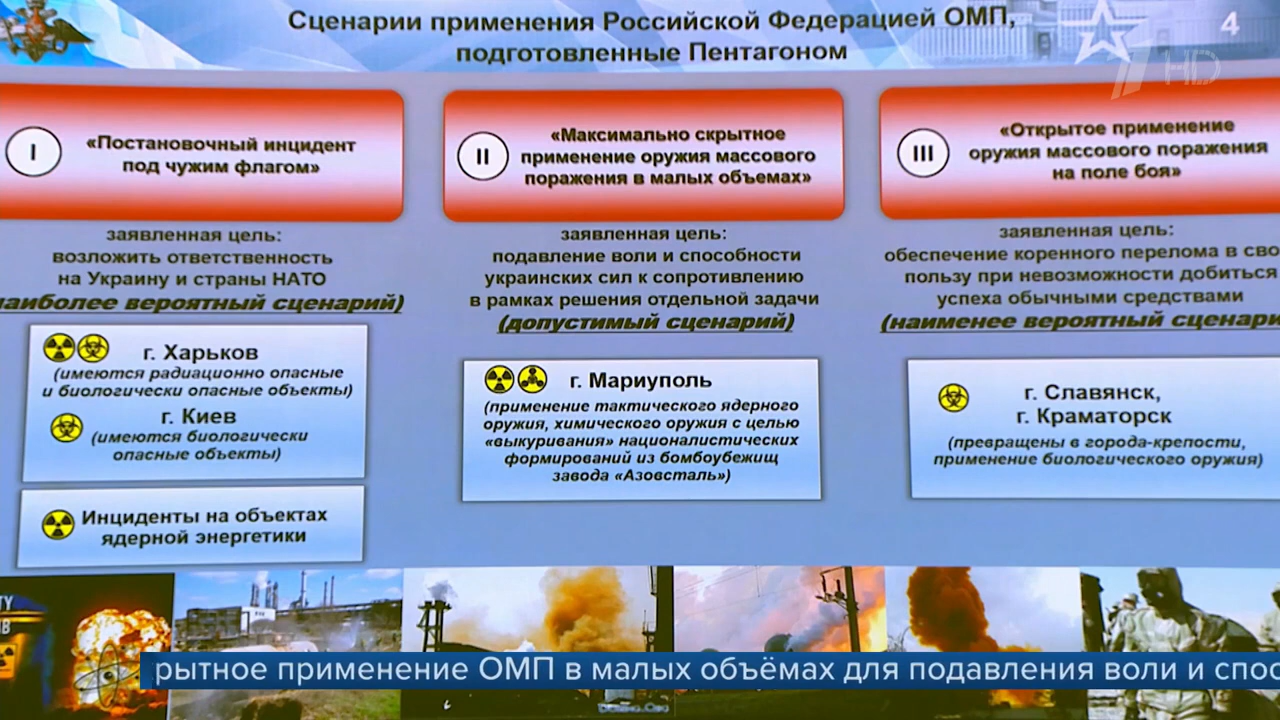 Сценарии применения Российской Федерацией ОМП,
подготовленные Пентагоном
4
HD
I
«Постановочный инцидент
под чужим флагом»
заявленная цель:
возложить ответственность
на Украину и страны НАТО
наиболее вероятный сценарий)
г. Харьков
(имеются радиационно опасные
и биологически опасные объекты)
г. Киев
(имеются биологически
опасные объекты)
Инциденты на объектах
ядерной энергетики
II
«Максимально скрытное
применение оружия массового
поражения в малых объемах»
заявленная цель:
подавление воли и способности
украинских сил к сопротивлению
в рамках решения отдельной задачи
(допустимый сценарий)
г. Мариуполь
(применение тактического ядерного
оружия, химического оружия с целью
«выкуривания» националистических
формирований из бомбоубежищ
завода «Азовсталь»)
III
«Открытое применение
оружия массового поражения
на поле боя»
заявленная цель:
обеспечение коренного перелома в сво
пользу при невозможности добиться
успеха обычными средствами
(наименее вероятный сценари
г. Славянск,
г. Краматорск
(превращены в города-крепости,
применение биологического оружия)
рытное применение ОМП в малых объёмах для подавления воли и спос